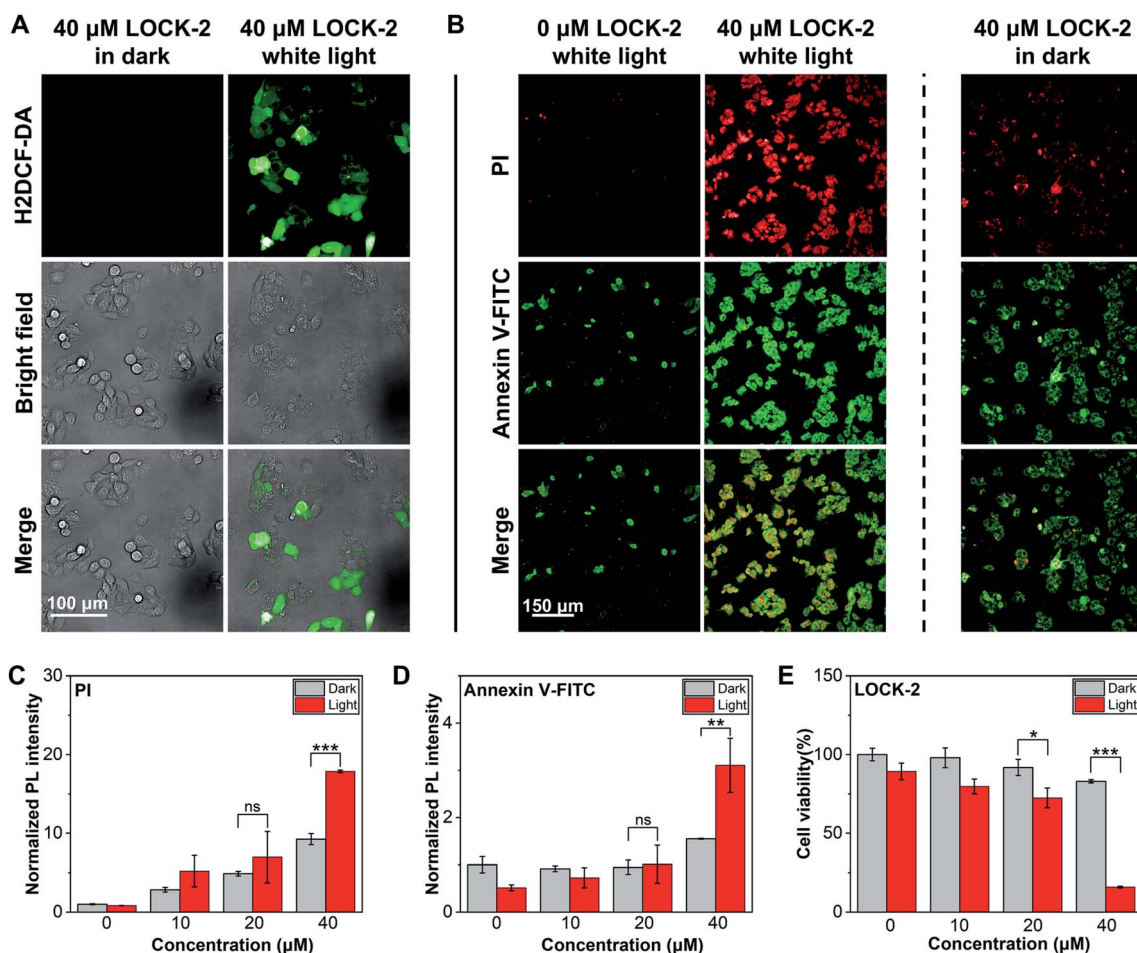 A
40 µM LOCK-2
in dark
40 µM LOCK-2
white light
B
0 µM LOCK-2
white light
40 µM LOCK-2
white light
40 µM LOCK-2
in dark
H2DCF-DA
Bright field
Merge
100 µm
PI
Annexin V-FITC
Merge
150 µm
C
PI
Dark
Light
***
ns
Normalized PL intensity
30
20
10
0
0 10 20 40
Concentration (µM)
D
Annexin V-FITC
Dark
Light
**
ns
Normalized PL intensity
4
2
0
0 10 20 40
Concentration (µM)
E
LOCK-2
Dark
Light
*
***
Cell viability(%)
150
100
50
0
0 10 20 40
Concentration (µM)